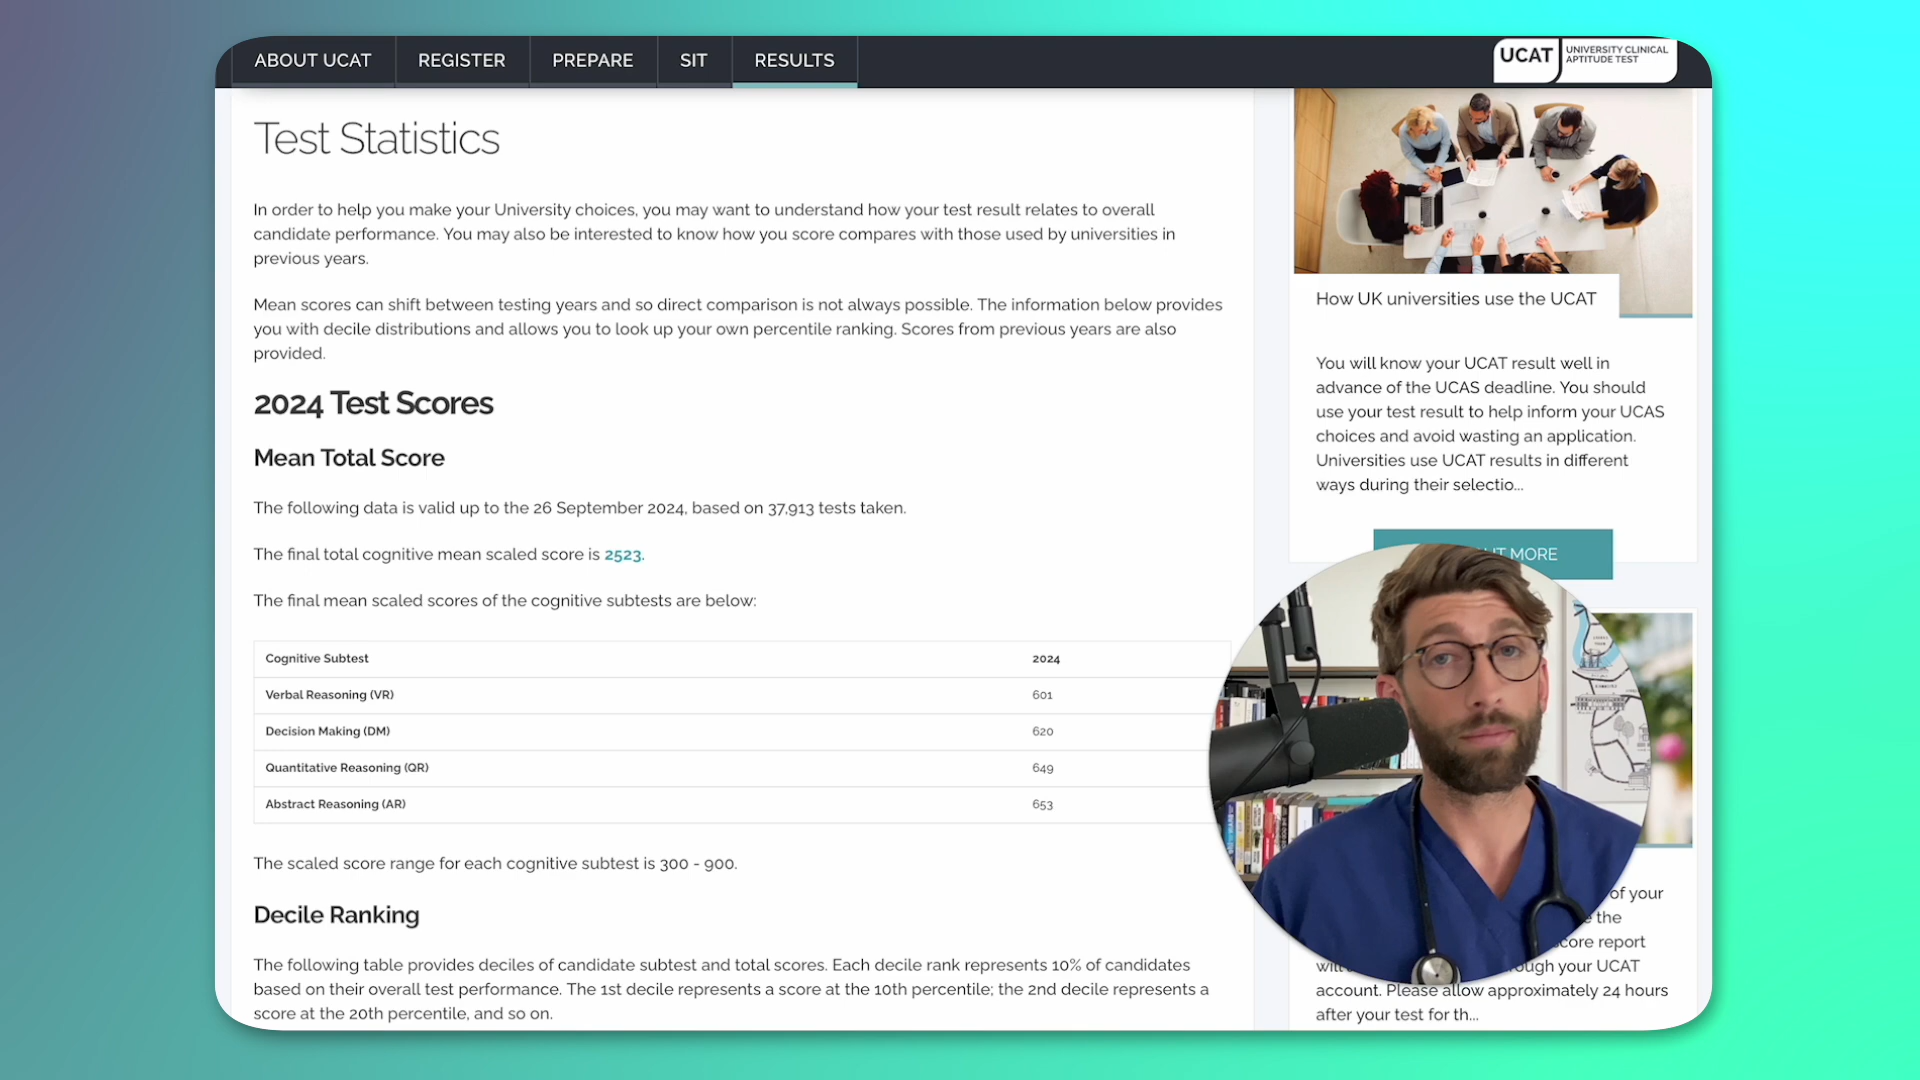 ABOUT UCAT
REGISTER
PREPARE
SIT
RESULTS
UCAT
UNIVERSITY CLINICAL
APTITUDE TEST
Test Statistics
In order to help you make your University choices, you may want to understand how your test result relates to overall
candidate performance. You may also be interested to know how you score compares with those used by universities in
previous years.
Mean scores can shift between testing years and so direct comparison is not always possible. The information below provides
you with decile distributions and allows you to look up your own percentile ranking. Scores from previous years are also
provided.
2024 Test Scores
Mean Total Score
The following data is valid up to the 26 September 2024, based on 37,913 tests taken.
The final total cognitive mean scaled score is 2523.
The final mean scaled scores of the cognitive subtests are below:
Cognitive Subtest 2024
Verbal Reasoning (VR) 601
Decision Making (DM) 620
Quantitative Reasoning (QR) 649
Abstract Reasoning (AR) 653
The scaled score range for each cognitive subtest is 300 - 900.
Decile Ranking
The following table provides deciles of candidate subtest and total scores. Each decile rank represents 10% of candidates
based on their overall test performance. The 1st decile represents a score at the 10th percentile; the 2nd decile represents a
score at the 20th percentile, and so on.
How UK universities use the UCAT
You will know your UCAT result well in
advance of the UCAS deadline. You should
use your test result to help inform your UCAS
choices and avoid wasting an application.
Universities use UCAT results in different
ways during their selectio...
MORE
of your
the
score report
your UCAT
account. Please allow approximately 24 hours
after your test for th...